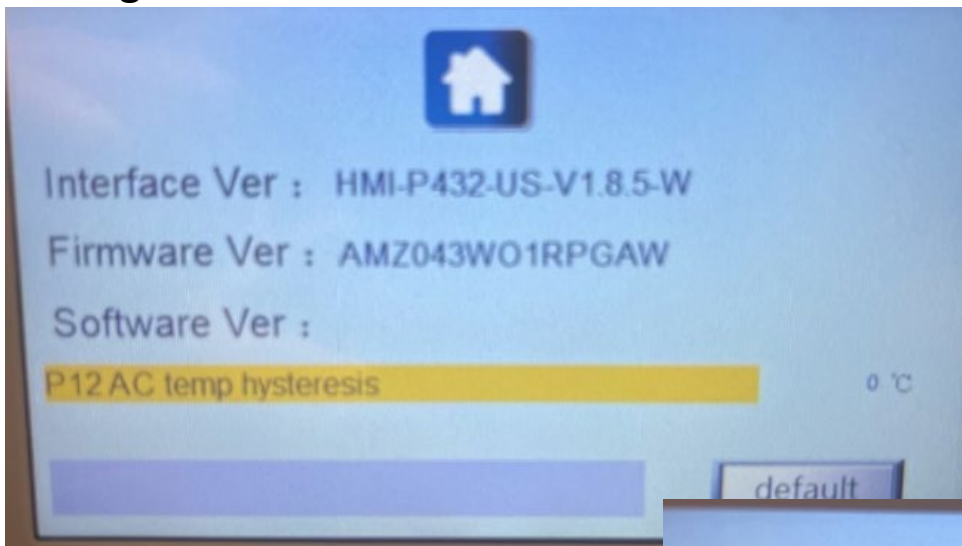 Interface Ver : HMI-P432-US-V1.8.5-W
Firmware Ver : AMZ043WO1RPGAW
Software Ver :
P12 AC temp hysteresis 0 ℃
default